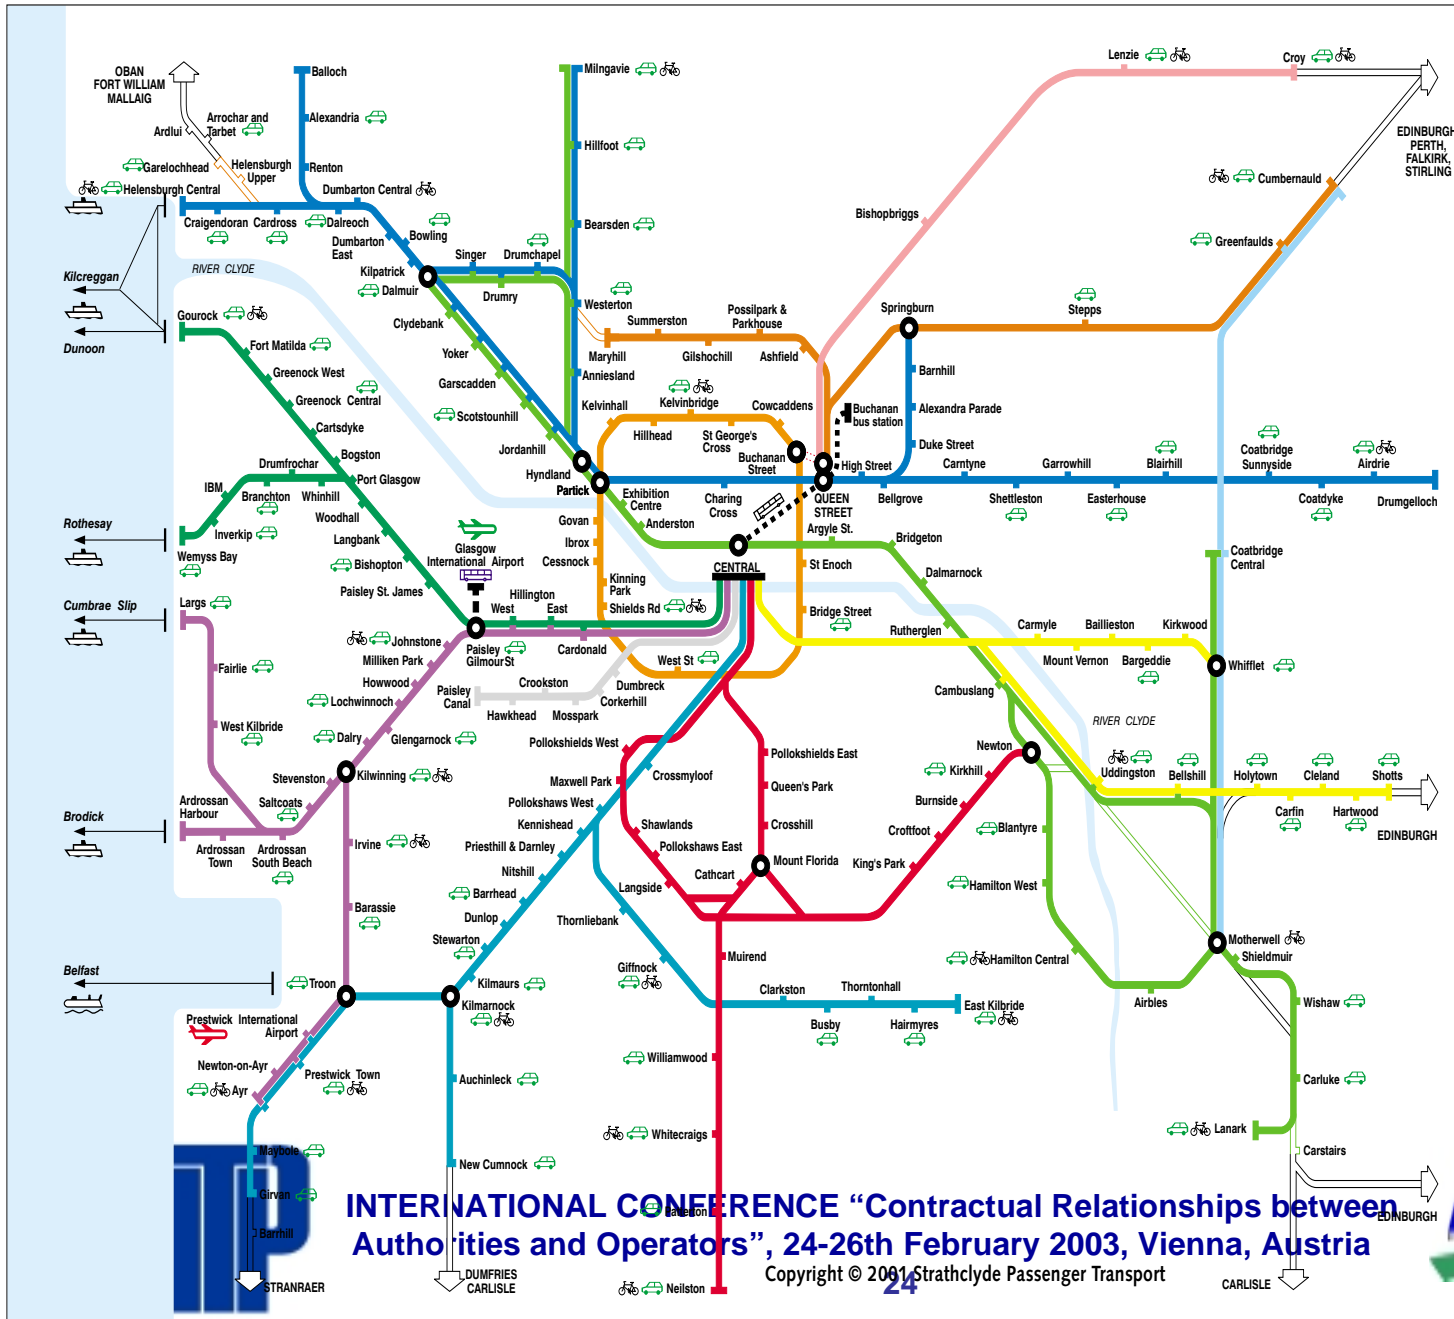 OBAN
FORT WILLIAM
MALLAIG
Balloch
Milngavie
Lenzie
Croy
EDINBURGH
PERTH,
FALKIRK,
STIRLING
Ardlui
Arrochar and
Tarbet
Alexandria
Hillfoot
Garelochhead
Helensburgh
Upper
Renton
Helensburgh Central
Dumbarton Central
Cumbernauld
Craigendoran
Cardross
Dalreoch
Bishopbriggs
Bearsden
Greenfaulds
Dumbarton
East
Bowling
Singer
Drumchapel
Kilpatrick
RIVER CLYDE
Kilcreggan
Dalmuir
Drumry
Westerton
Dunoon
Gourock
Clydebank
Summerston
Possilpark &
Parkhouse
Springburn
Stepps
Fort Matilda
Yoker
Maryhill
Gilshochill
Ashfield
Greenock West
Garscadden
Anniesland
Barnhill
Greenock Central
Scotstounhill
Kelvinhall
Kelvinbridge
Cowcaddens
Buchanan
bus station
Alexandra Parade
Cartsdyke
Jordanhill
Hillhead
St George's
Cross
Duke Street
Bogston
Drumfrochar
Port Glasgow
Hyndland
Buchanan
Street
High Street
Carntyne
Garrowhill
Blairhill
Coatbridge
Sunnyside
Airdrie
IBM
Branchton
Whinhill
Partick
Exhibition
Centre
Charing
Cross
QUEEN
STREET
Bellgrove
Shettleston
Easterhouse
Coatdyke
Drumgelloch
Woodhall
Govan
Anderston
Argyle St.
Rothesay
Inverkip
Langbank
Ibrox
Bridgeton
Wemyss Bay
Glasgow
International Airport
Bishopton
Cessnock
CENTRAL
St Enoch
Dalmarnock
Coatbridge
Central
Paisley St. James
Kinning
Park
Cumbrae Slip
Largs
Hillington
West
East
Shields Rd
Bridge Street
Rutherglen
Carmyle
Baillieston
Kirkwood
Johnstone
Paisley
Gilmour St
Cardonald
West St
Mount Vernon
Bargeddie
Whifflet
Milliken Park
Fairlie
Howwood
Paisley
Canal
Crookston
Dumbreck
Corkerhill
Cambuslang
Lochwinnoch
Hawkhead
Mosspark
RIVER CLYDE
West Kilbride
Dalry
Glengarnock
Pollokshields West
Pollokshields East
Newton
Uddingston
Stevenston
Kilwinning
Crossmyloof
Kirkhill
Bellshill
Holytown
Cleland
Shotts
Maxwell Park
Queen's Park
Ardrossan
Harbour
Saltcoats
Pollokshaws West
Burnside
Carfin
Hartwood
Brodick
Kennishead
Shawlands
Crosshill
Croftfoot
Blantyre
EDINBURGH
Ardrossan
Town
Ardrossan
South Beach
Irvine
Priesthill & Darnley
Pollokshaws East
Mount Florida
King's Park
Nitshill
Cathcart
Barrhead
Langside
Hamilton West
Barassie
Dunlop
Thornliebank
Stewarton
Motherwell
Muirend
Hamilton Central
Shieldmuir
Belfast
Troon
Kilmaurs
Giffnock
Clarkston
Thorntonhall
Airbles
Wishaw
Kilmarnock
East Kilbride
Prestwick International
Airport
Busby
Hairmyres
Newton-on-Ayr
Prestwick Town
Williamwood
Ayr
Auchinleck
Carluke
Whitecraigs
Lanark
Maybole
New Cumnock
Carstairs
Girvan
INTERNATIONAL CONFERENCE “Contractual Relationships between
Patterton
EDINBURGH
Barrhill
Authorities and Operators”, 24-26th February 2003, Vienna, Austria
STRANRAER
DUMFRIES
CARLISLE
Neilston
Copyright © 2001 Strathclyde Passenger Transport
24
CARLISLE